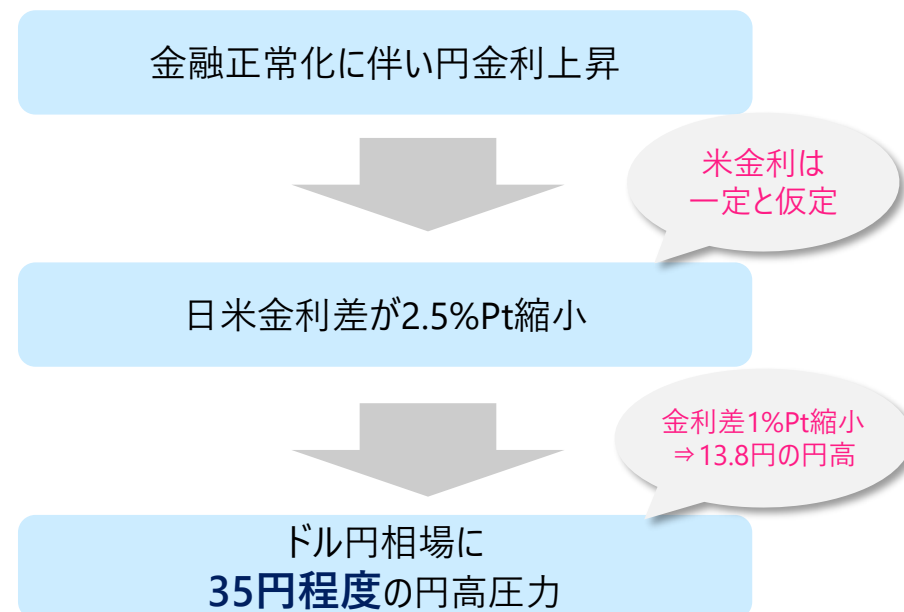 金融正常化に伴い円金利上昇
米金利は
一定と仮定
日米金利差が2.5%Pt縮小
金利差1%Pt縮小
⇒13.8円の円高
ドル円相場に
35円程度の円高圧力